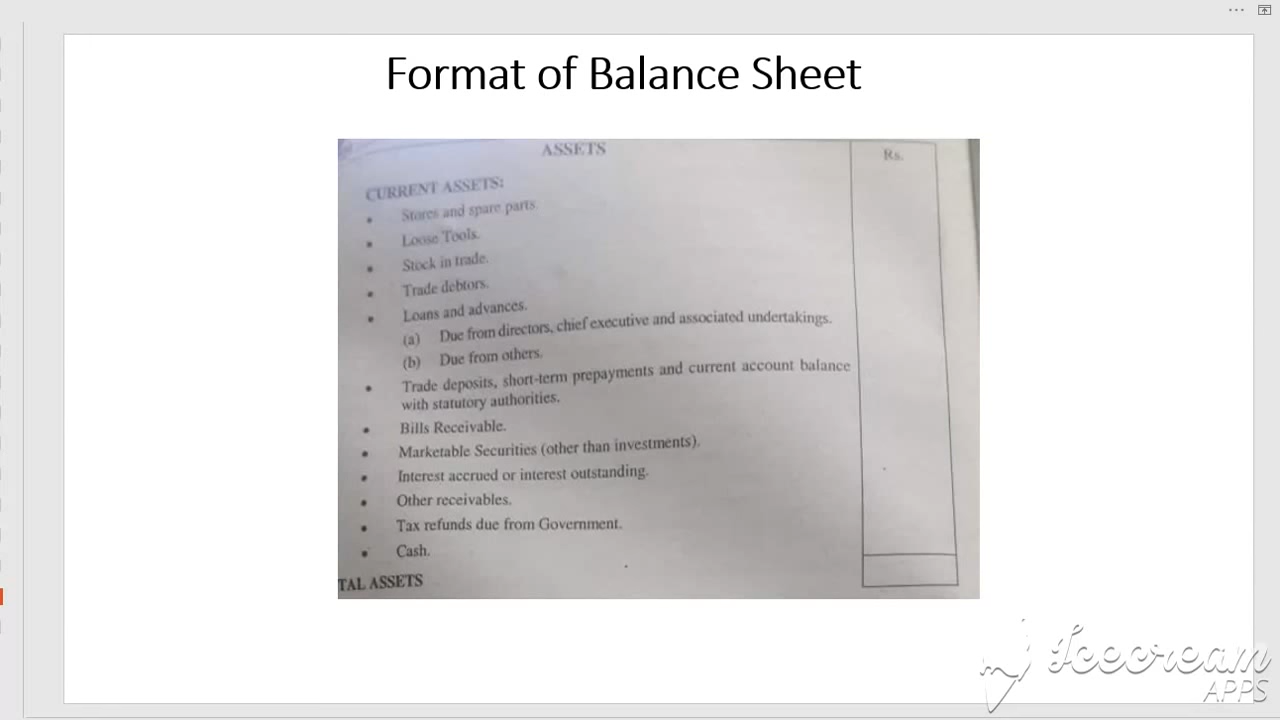 Format of Balance Sheet
ASSETS
Rs.
CURRENT ASSETS:
• Stores and spare parts.
• Loose Tools.
• Stock in trade.
• Trade debtors.
• Loans and advances.
(a) Due from directors, chief executive and associated undertakings.
(b) Due from others.
• Trade deposits, short-term prepayments and current account balance
with statutory authorities.
• Bills Receivable.
• Marketable Securities (other than investments).
• Interest accrued or interest outstanding.
• Other receivables.
• Tax refunds due from Government.
• Cash.
TAL ASSETS
Icecream
APPS